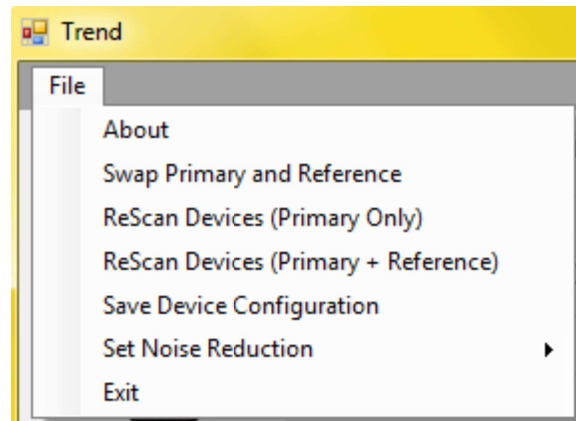 Trend
File
About
Swap Primary and Reference
ReScan Devices (Primary Only)
ReScan Devices (Primary + Reference)
Save Device Configuration
Set Noise Reduction
Exit